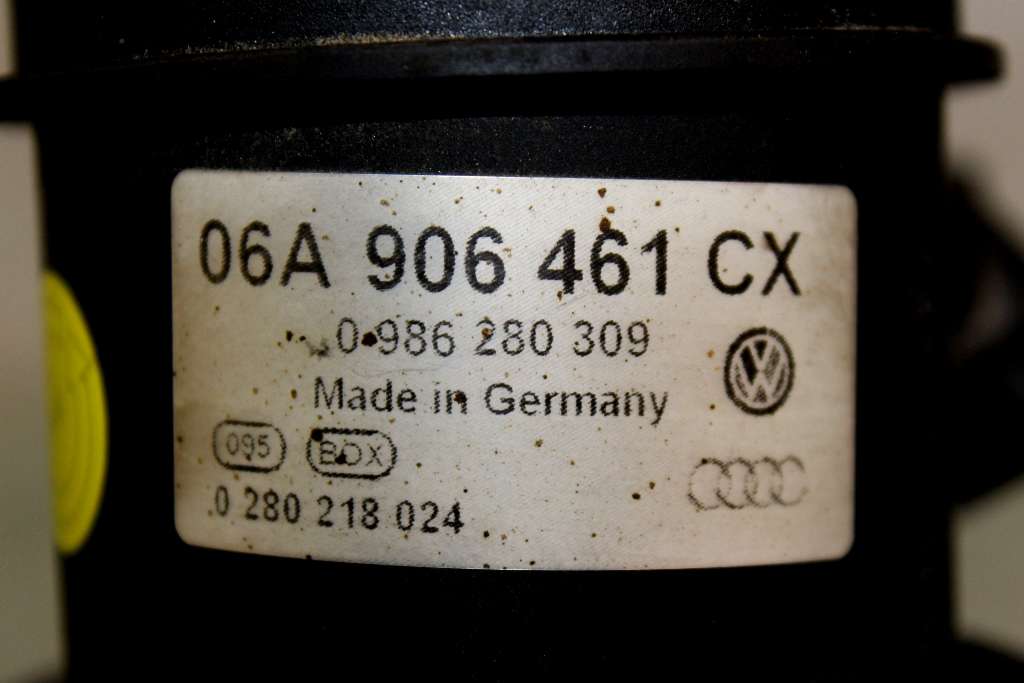 06A 906 461 CX
0 986 280 309
Made in Germany
095 BOX
0 280 218 024